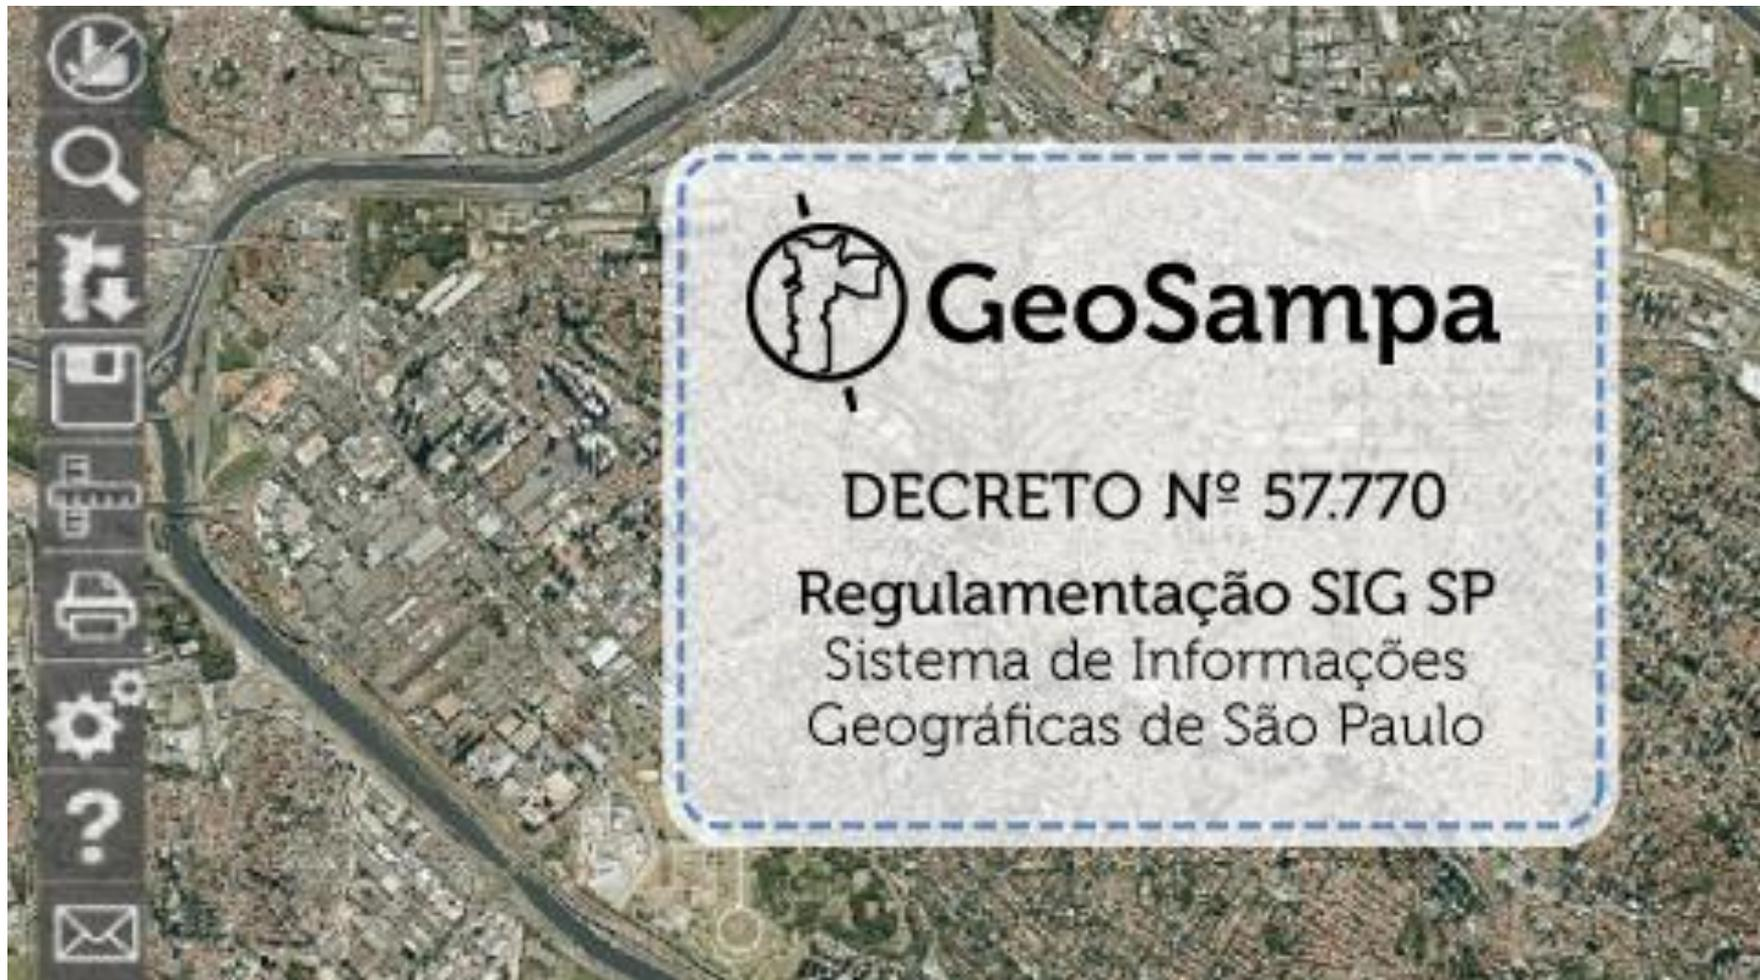 GeoSampa
DECRETO Nº 57.770
Regulamentação SIG SP
Sistema de Informações
Geográficas de São Paulo